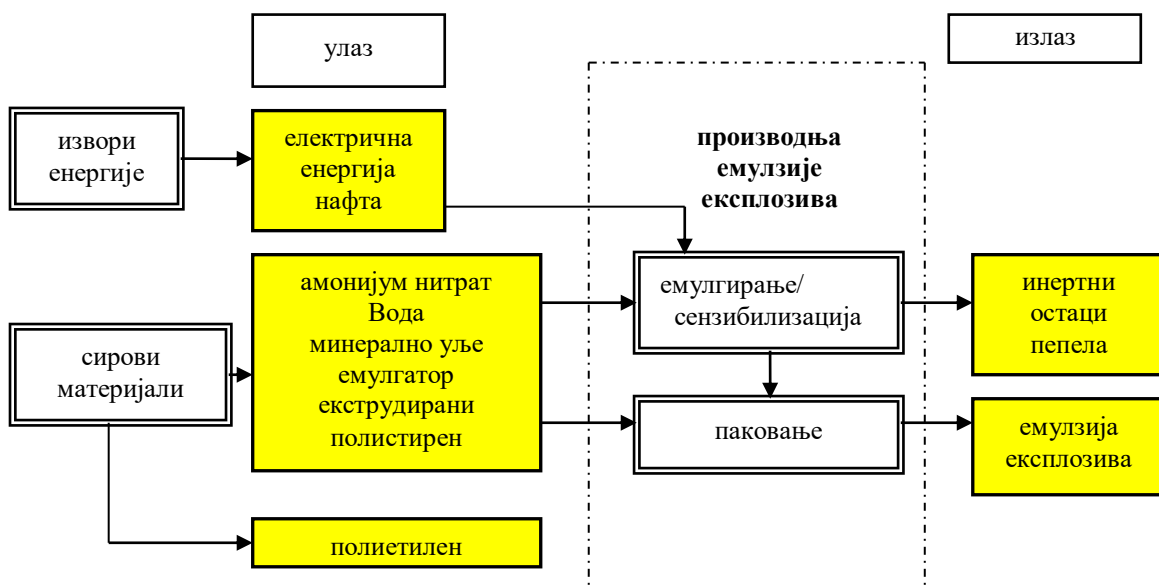 улаз
излаз
извори
енергије
електрична
енергија
нафта
производња
емулзије
експлозива
сирови
материјали
амонијум нитрат
Вода
минерално уље
емулгатор
екструдирани
полистирен
емулгирање/
сензибилизација
инертни
остаци
пепела
паковање
емулзија
експлозива
полиетилен